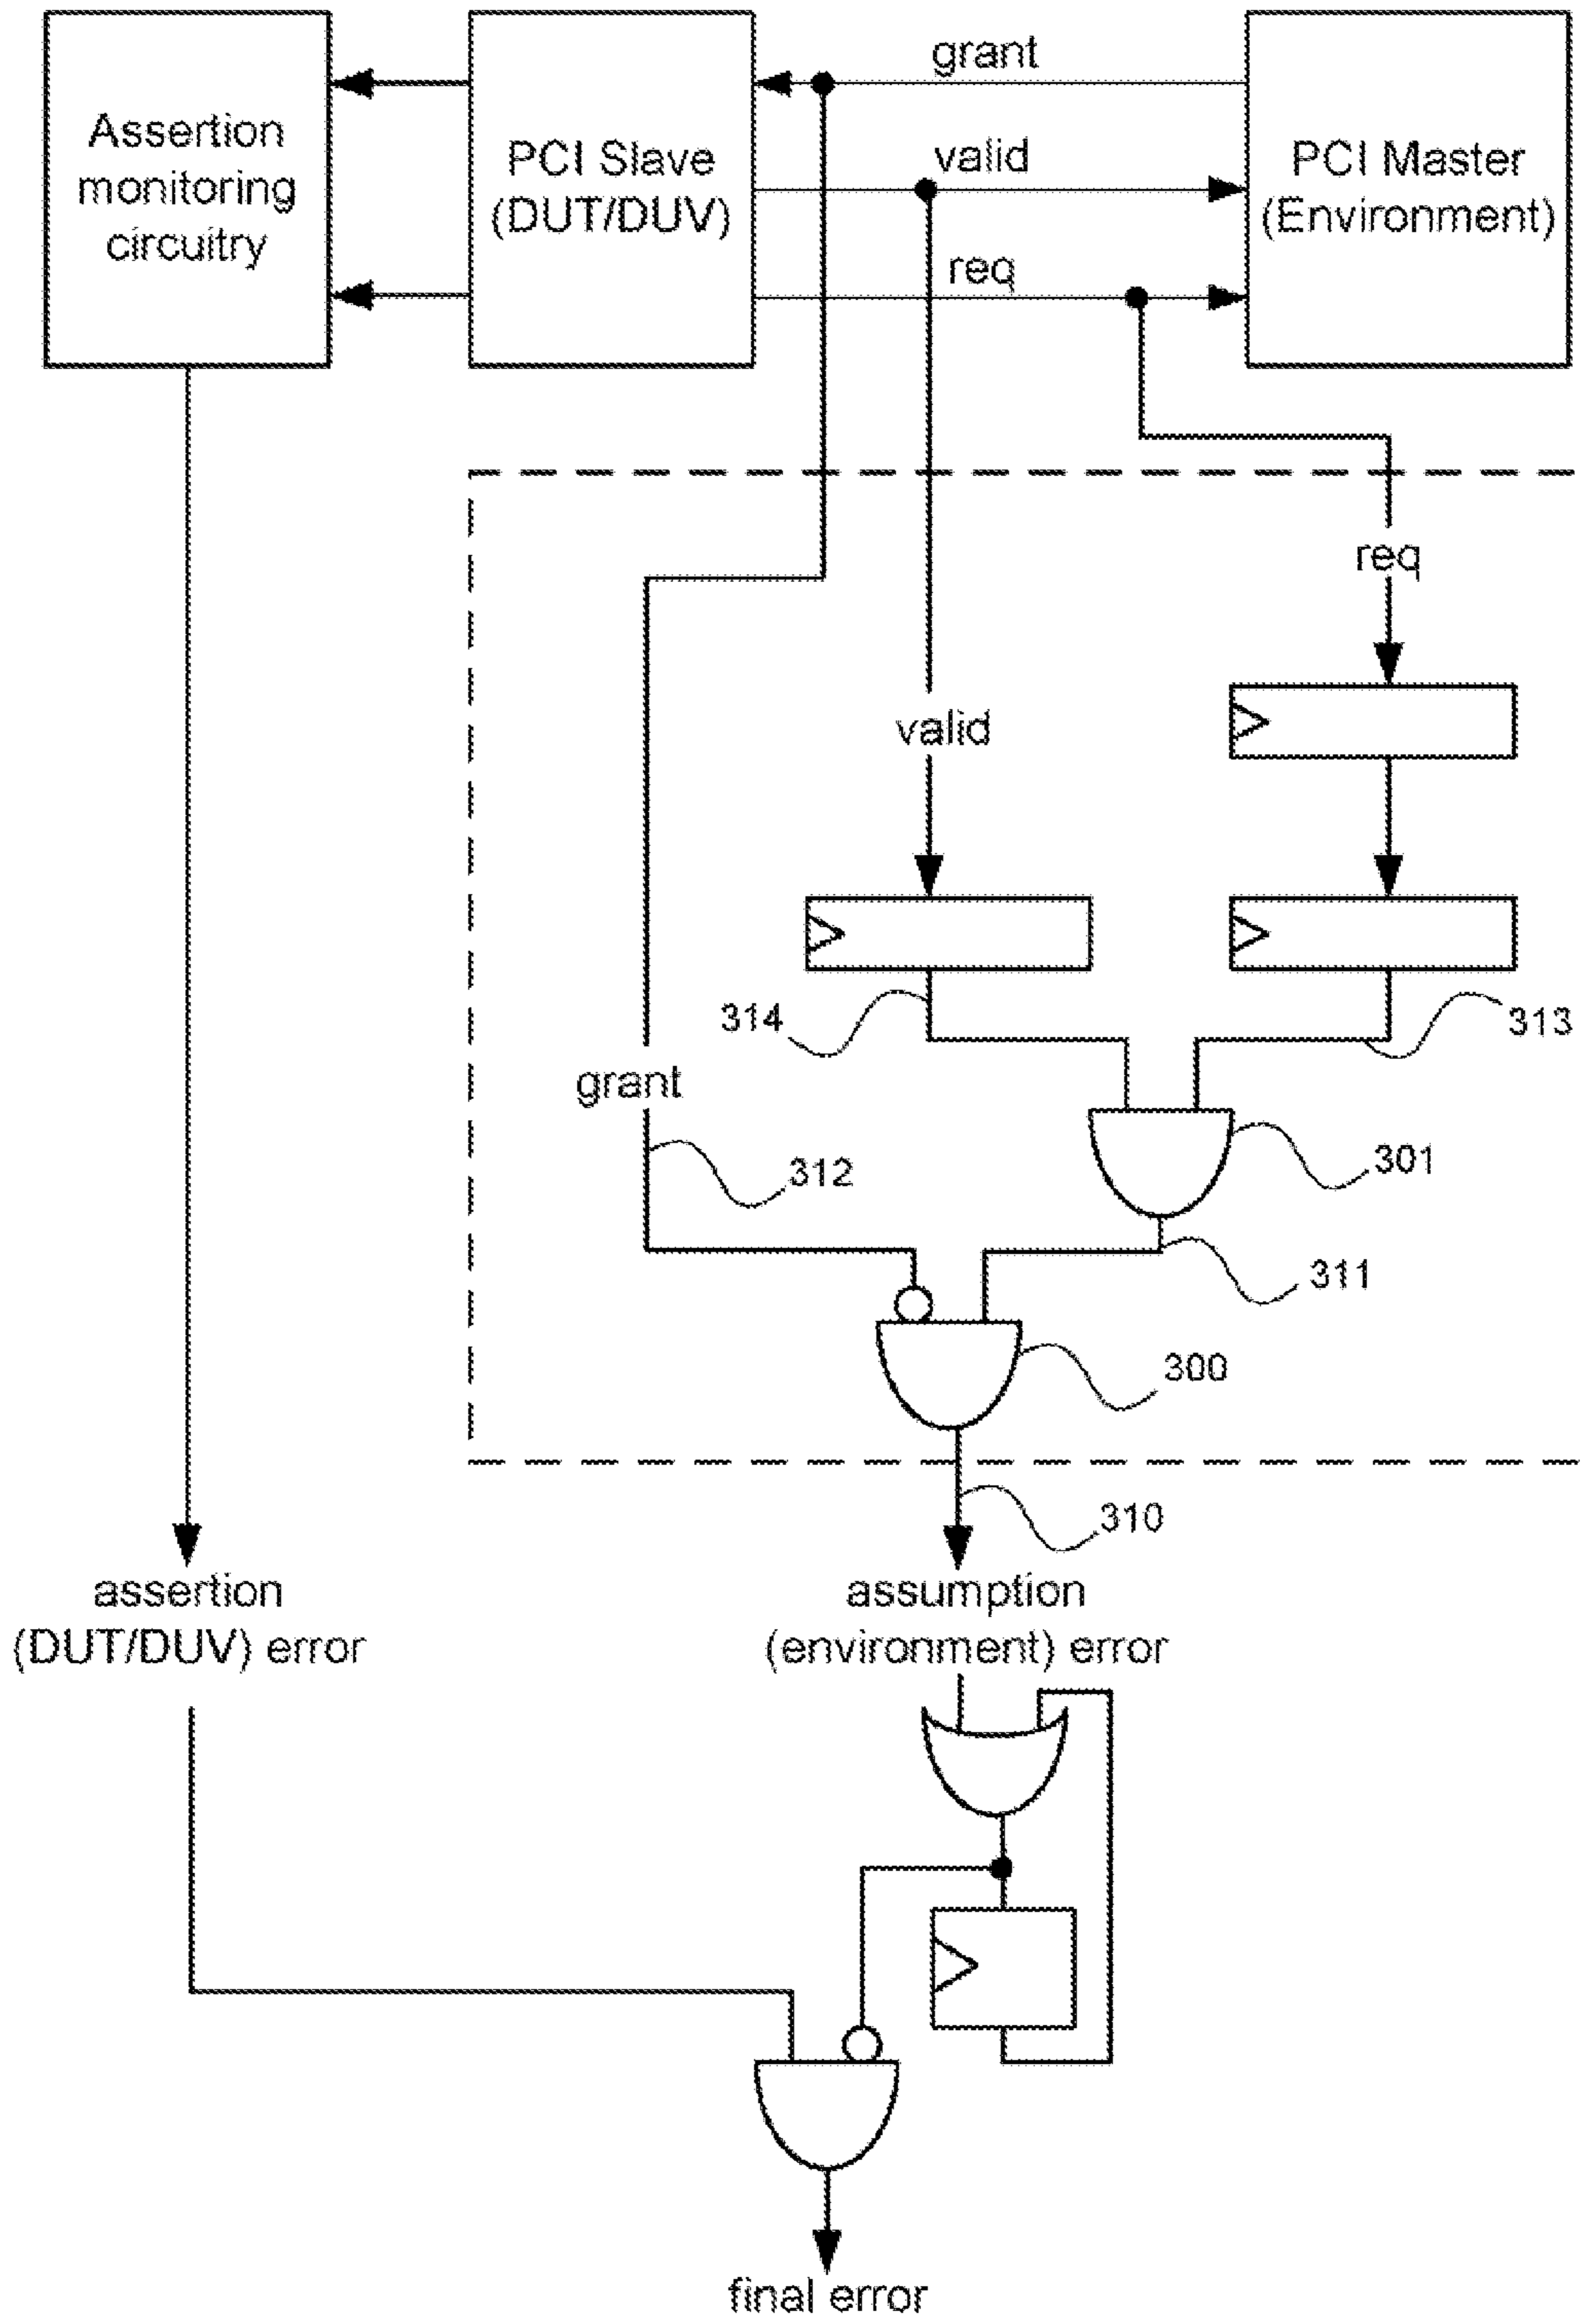 grant
Assertion
monitoring
circuitry
PCI Slave
(DUT/DUV)
valid
PCI Master
(Environment)
req
req
valid
314
313
grant
312
301
311
300
310
assertion
(DUT/DUV) error
assumption
(environment) error
final error